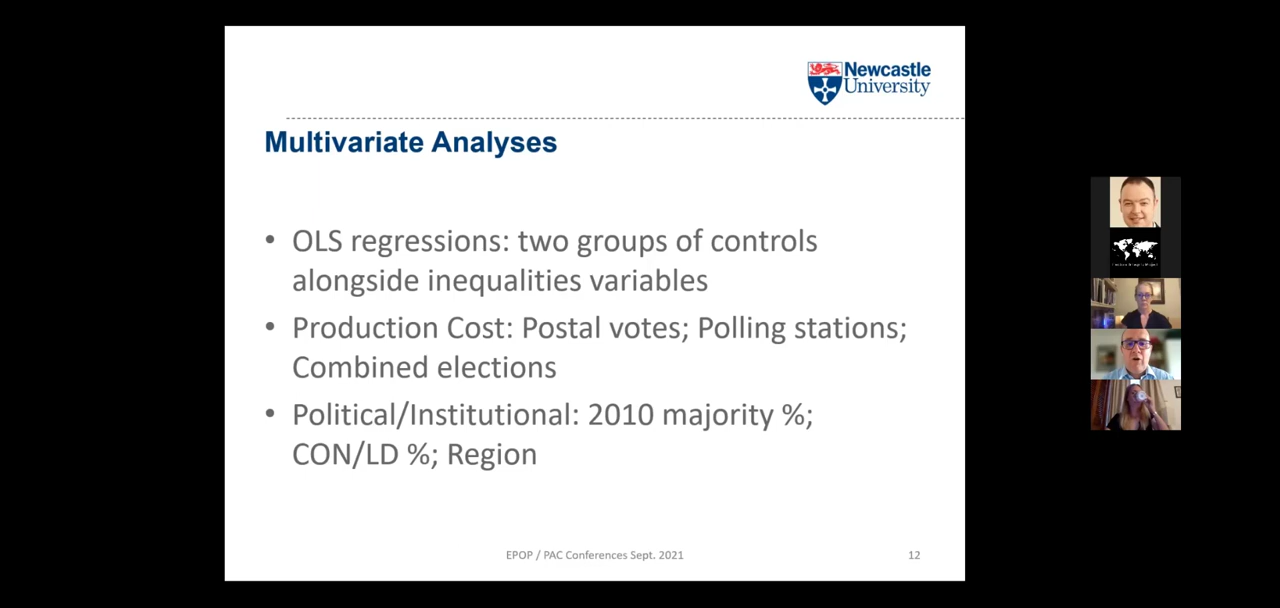 Newcastle
University
Multivariate Analyses
• OLS regressions: two groups of controls
alongside inequalities variables
• Production Cost: Postal votes; Polling stations;
Combined elections
• Political/Institutional: 2010 majority %;
CON/LD %; Region
EPOP / PAC Conferences Sept. 2021
12